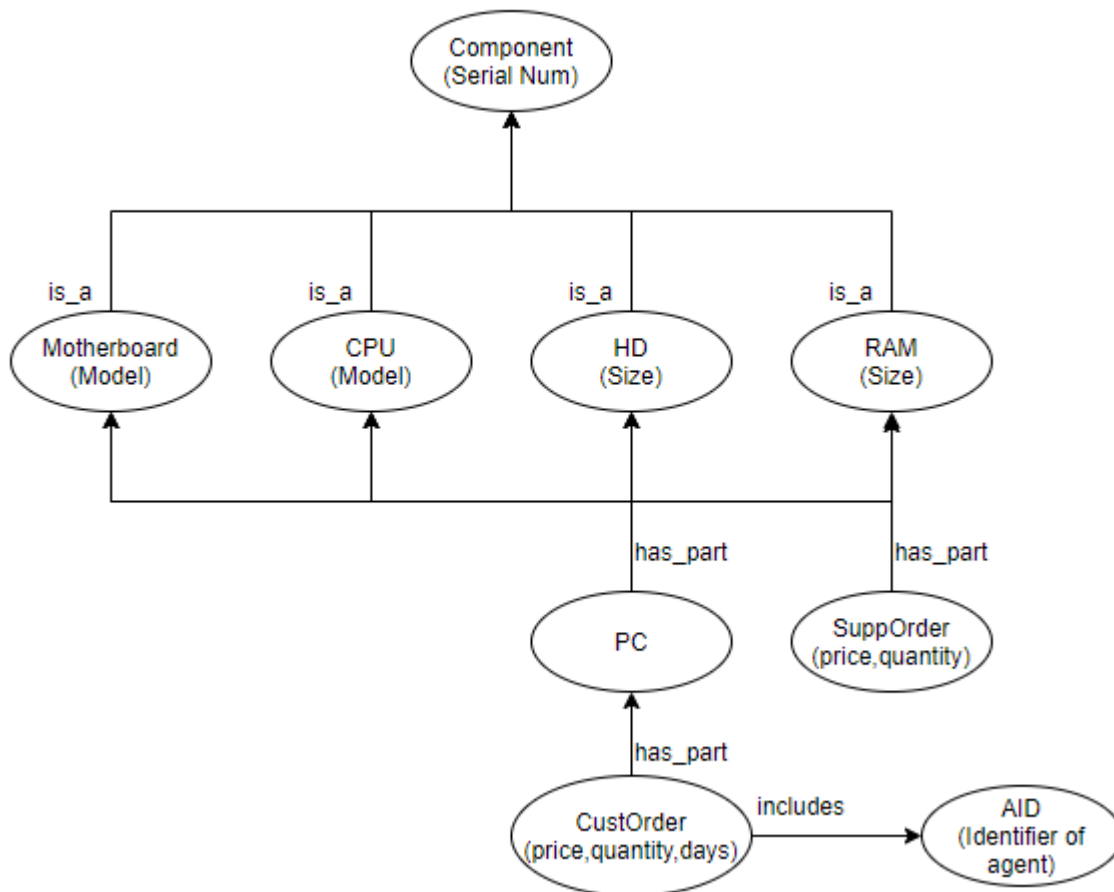 Component
(Serial Num)
is_a
is_a
is_a
is_a
Motherboard
(Model)
CPU
(Model)
HD
(Size)
RAM
(Size)
has_part
has_part
PC
SuppOrder
(price,quantity)
has_part
CustOrder
(price,quantity,days)
includes
AID
(Identifier of
agent)